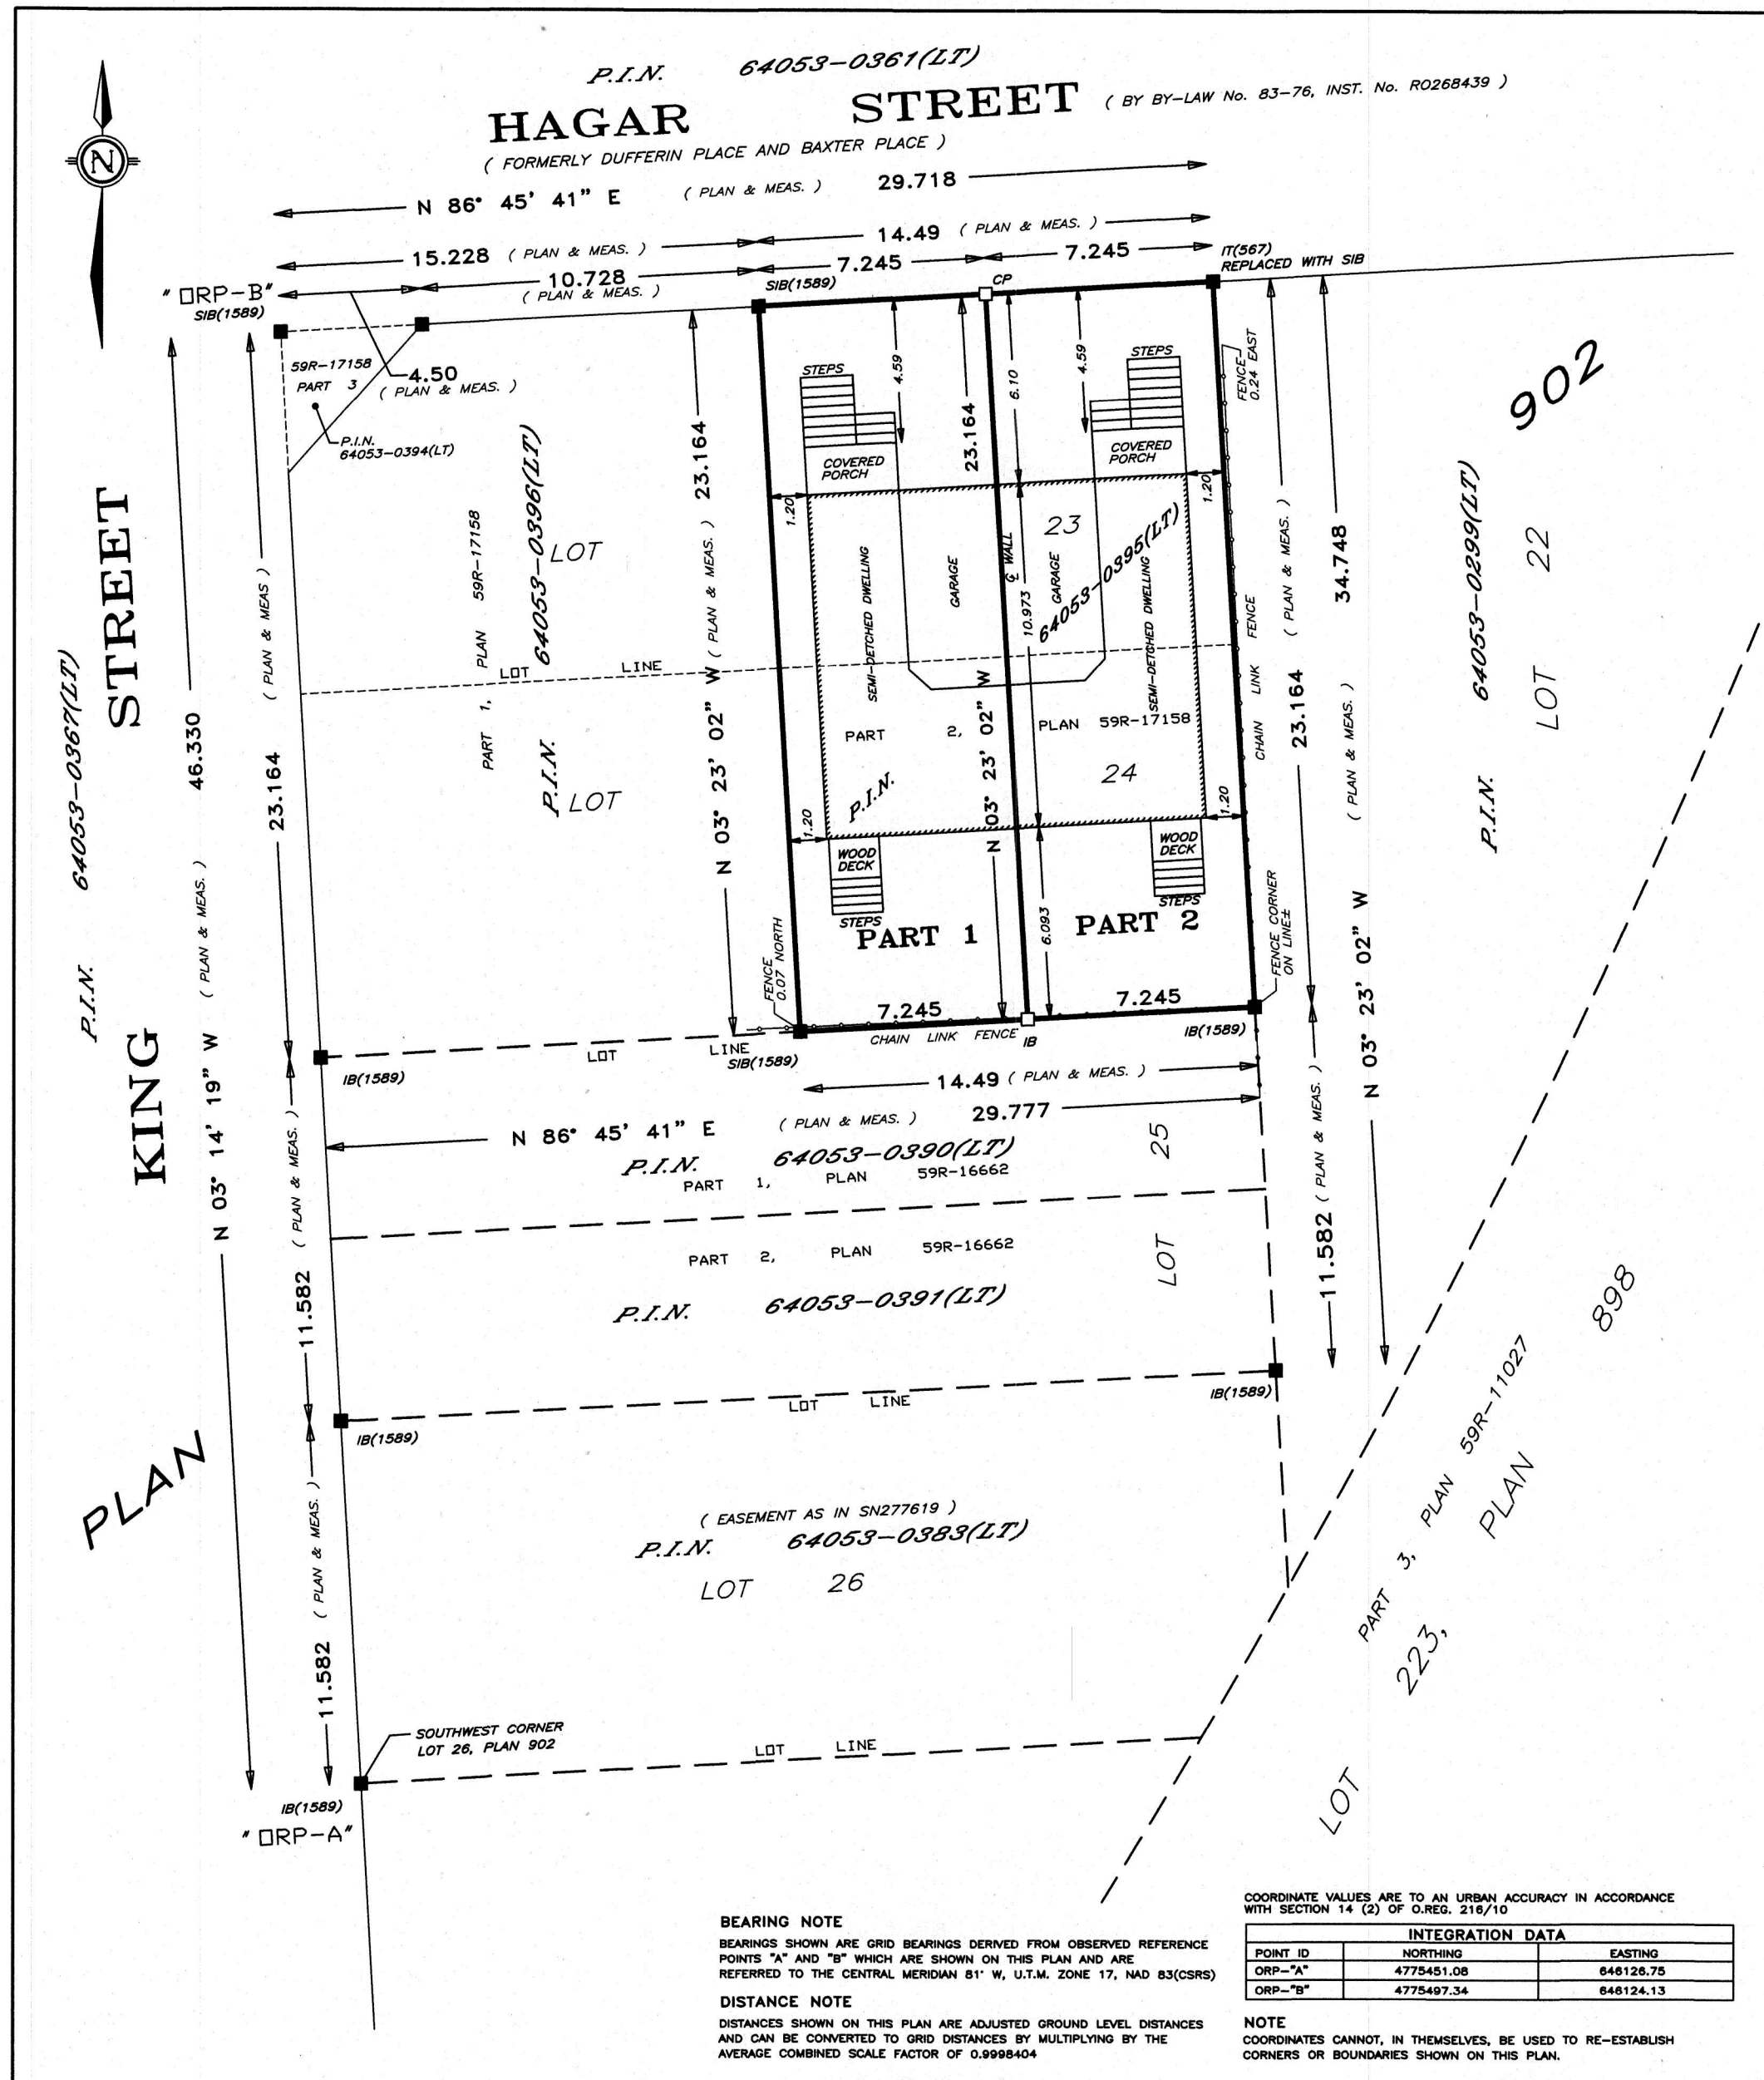 P.I.N. 64053-0361(LT)
HAGAR STREET ( BY BY-LAW No. 83-76, INST. No. RO268439 )
( FORMERLY DUFFERIN PLACE AND BAXTER PLACE )
N
N 86° 45' 41" E ( PLAN & MEAS. ) 29.718
15.228 ( PLAN & MEAS. ) 14.49 ( PLAN & MEAS. )
10.728 7.245 7.245
( PLAN & MEAS. )
IT(567)
REPLACED WITH SIB
"ORP-B"
SIB(1589)
SIB(1589)
CP
59R-17158
PART 3
4.50
( PLAN & MEAS. )
P.I.N.
64053-0394(LT)
STEPS
4.59
23.164
6.10
4.59
STEPS
FENCE
0.24 EAST
902
COVERED
PORCH
COVERED
PORCH
1.20
1.20
KING STREET
P.I.N. 64053-0367(LT)
N 03° 14' 19" W ( PLAN & MEAS. ) 46.330
23.164 ( PLAN & MEAS )
PART 1, PLAN 59R-17158
P.I.N. 64053-0396(LT)
LOT
LOT LINE
LOT
N 03° 23' 02" W ( PLAN & MEAS. ) 23.164
SEMI-DETCHED DWELLING
GARAGE
N 03° 23' 02" W
10.973
℄ WALL
GARAGE
23
P.I.N. 64053-0395(LT)
SEMI-DETCHED DWELLING
PART 2, PLAN 59R-17158
24
CHAIN LINK FENCE
23.164 ( PLAN & MEAS. )
34.748
( PLAN & MEAS. )
N 03° 23' 02" W
P.I.N. 64053-0299(LT)
LOT 22
1.20
1.20
WOOD
DECK
STEPS
WOOD
DECK
STEPS
PART 1
PART 2
6.093
FENCE
0.07 NORTH
FENCE CORNER
ON LINE±
7.245
7.245
CHAIN LINK FENCE
IB
IB(1589)
LOT LINE
SIB(1589)
IB(1589)
14.49 ( PLAN & MEAS. )
N 86° 45' 41" E ( PLAN & MEAS. ) 29.777
P.I.N. 64053-0390(LT)
PART 1, PLAN 59R-16662
LOT 25
11.582 ( PLAN & MEAS. )
11.582 ( PLAN & MEAS. )
PART 2, PLAN 59R-16662
P.I.N. 64053-0391(LT)
LOT LINE
IB(1589)
IB(1589)
PLAN
( EASEMENT AS IN SN277619 )
P.I.N. 64053-0383(LT)
LOT 26
11.582 ( PLAN & MEAS. )
PART 3, PLAN 59R-11027
LOT 223, PLAN 898
SOUTHWEST CORNER
LOT 26, PLAN 902
LOT LINE
IB(1589)
"ORP-A"
BEARING NOTE
BEARINGS SHOWN ARE GRID BEARINGS DERIVED FROM OBSERVED REFERENCE
POINTS "A" AND "B" WHICH ARE SHOWN ON THIS PLAN AND ARE
REFERRED TO THE CENTRAL MERIDIAN 81° W, U.T.M. ZONE 17, NAD 83(CSRS)
DISTANCE NOTE
DISTANCES SHOWN ON THIS PLAN ARE ADJUSTED GROUND LEVEL DISTANCES
AND CAN BE CONVERTED TO GRID DISTANCES BY MULTIPLYING BY THE
AVERAGE COMBINED SCALE FACTOR OF 0.9998404
COORDINATE VALUES ARE TO AN URBAN ACCURACY IN ACCORDANCE
WITH SECTION 14 (2) OF O.REG. 216/10
INTEGRATION DATA
POINT ID NORTHING EASTING
ORP-"A" 4775451.08 646126.75
ORP-"B" 4775497.34 646124.13
NOTE
COORDINATES CANNOT, IN THEMSELVES, BE USED TO RE-ESTABLISH
CORNERS OR BOUNDARIES SHOWN ON THIS PLAN.